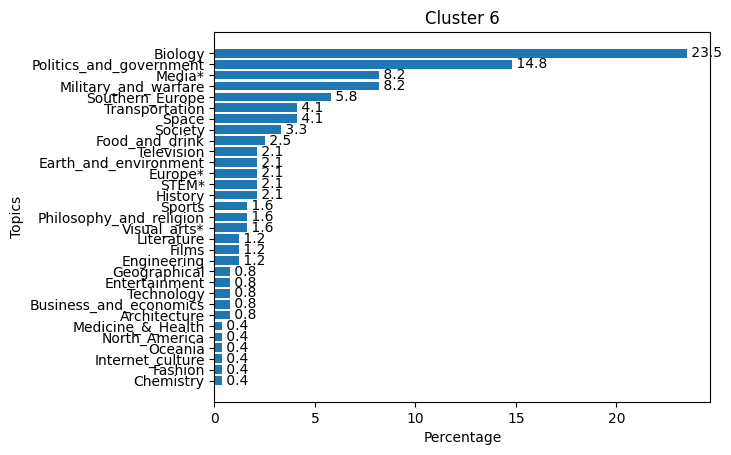 Cluster 6
Biology 23.5
Politics_and_government 14.8
Media* 8.2
Military_and_warfare 8.2
Southern_Europe 5.8
Transportation 4.1
Space 4.1
Society 3.3
Food_and_drink 2.5
Television 2.1
Earth_and_environment 2.1
Europe* 2.1
STEM* 2.1
History 2.1
Sports 1.6
Philosophy_and_religion 1.6
Visual_arts* 1.6
Literature 1.2
Films 1.2
Engineering 1.2
Geographical 0.8
Entertainment 0.8
Technology 0.8
Business_and_economics 0.8
Architecture 0.8
Medicine_&_Health 0.4
North_America 0.4
Oceania 0.4
Internet_culture 0.4
Fashion 0.4
Chemistry 0.4
Topics
0 5 10 15 20
Percentage